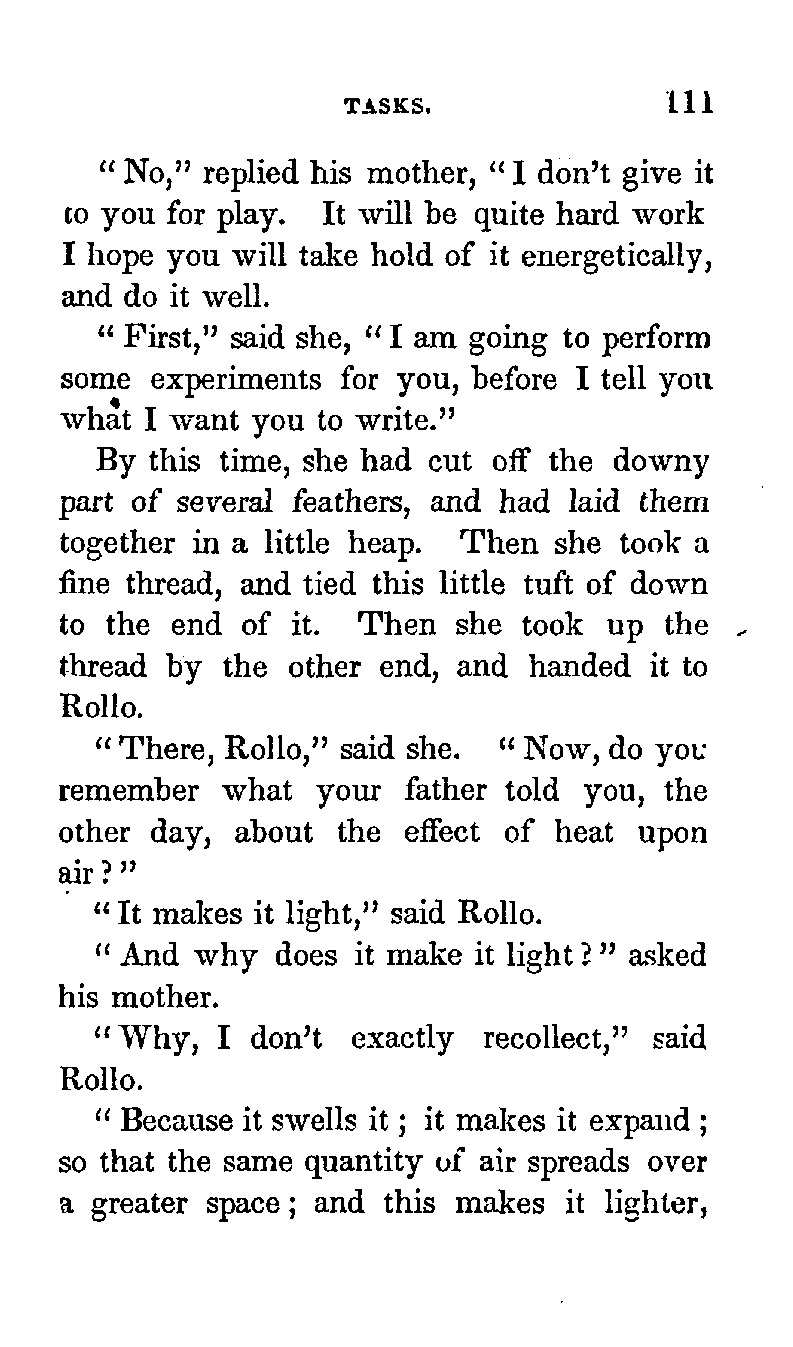 TASKS. 111
"No," replied his mother, "I don't give it
to you for play. It will be quite hard work
I hope you will take hold of it energetically,
and do it well.
"First," said she, "I am going to perform
some experiments for you, before I tell you
what I want you to write."
By this time, she had cut off the downy
part of several feathers, and had laid them
together in a little heap. Then she took a
fine thread, and tied this little tuft of down
to the end of it. Then she took up the
thread by the other end, and handed it to
Rollo.
"There, Rollo," said she. "Now, do you
remember what your father told you, the
other day, about the effect of heat upon
air?"
"It makes it light," said Rollo.
"And why does it make it light?" asked
his mother.
"Why, I don't exactly recollect," said
Rollo.
"Because it swells it; it makes it expand;
so that the same quantity of air spreads over
a greater space; and this makes it lighter,